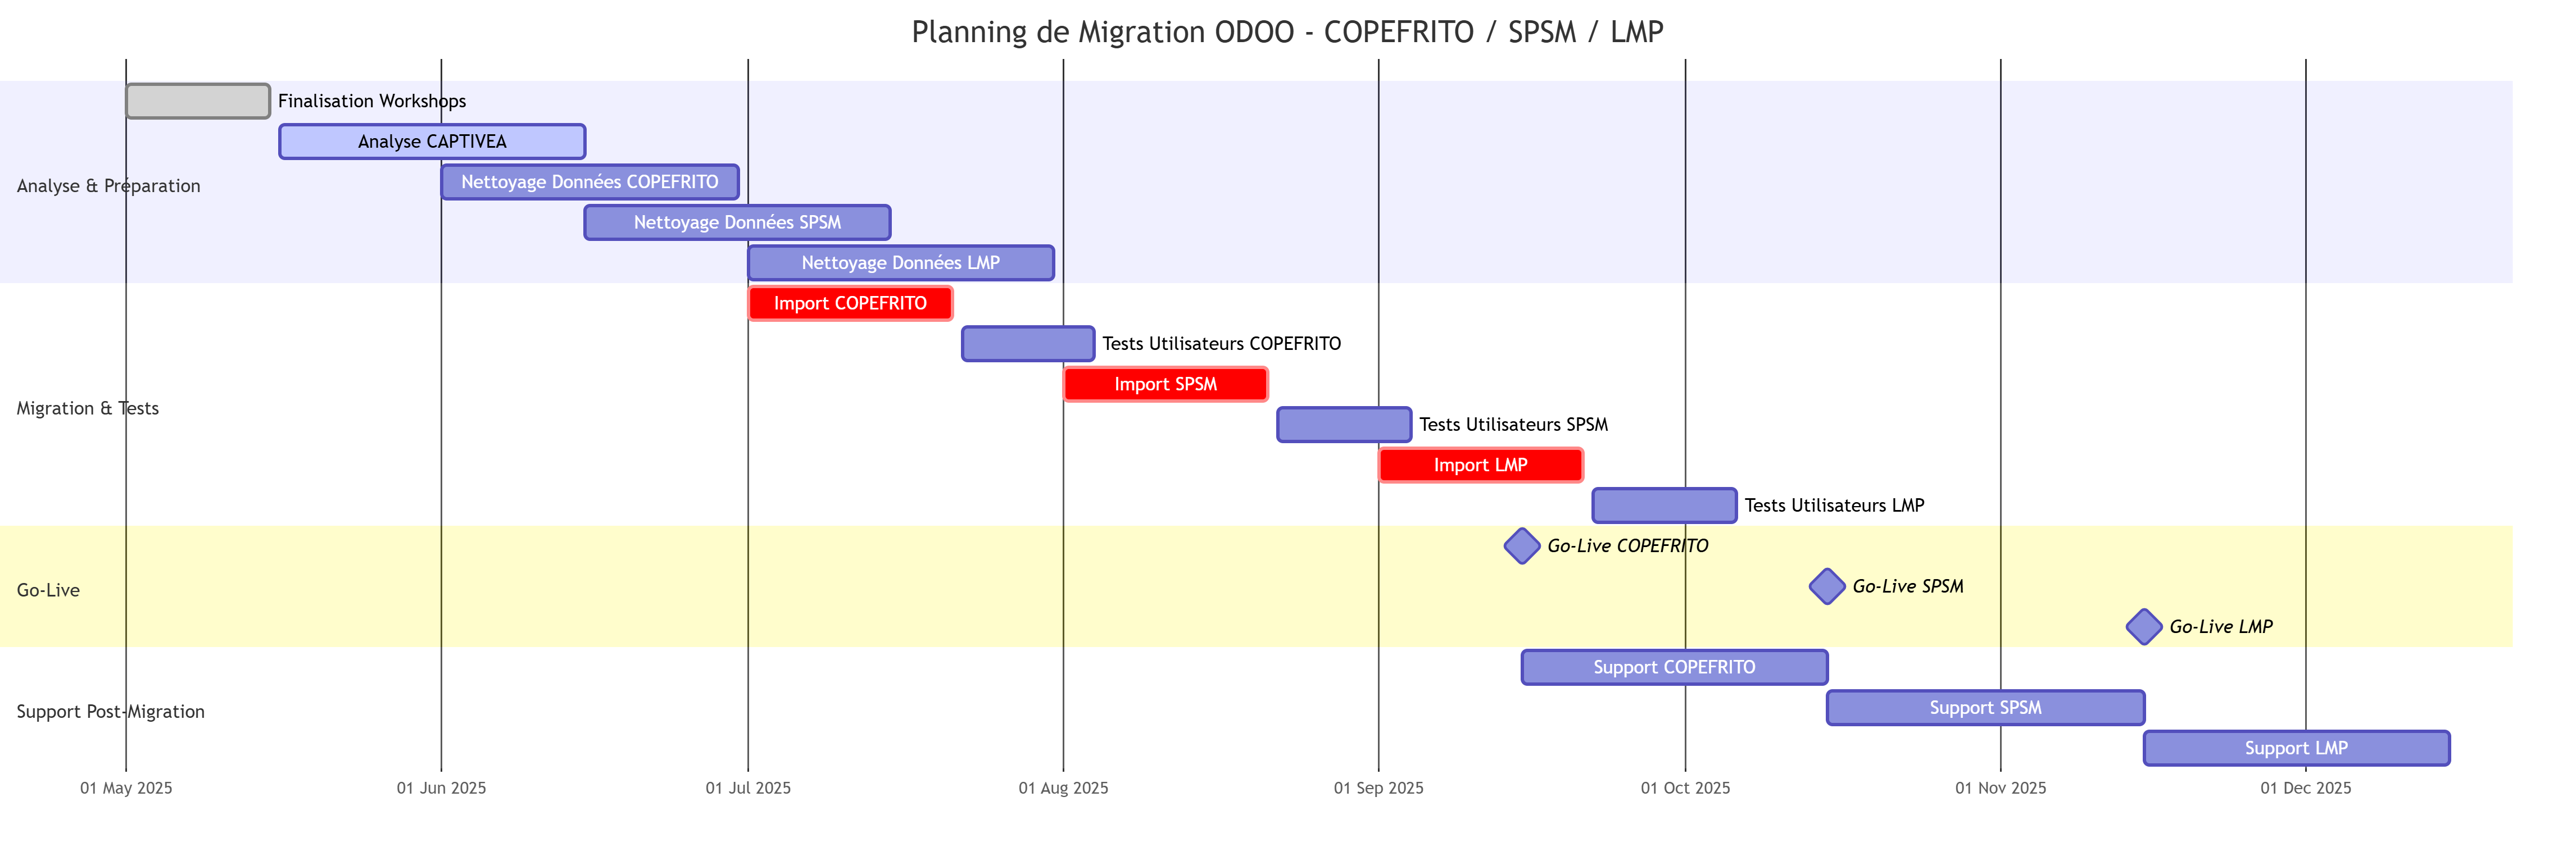 Planning de Migration ODOO - COPEFRITO / SPSM / LMP
Analyse & Préparation
Finalisation Workshops
Analyse CAPTIVEA
Nettoyage Données COPEFRITO
Nettoyage Données SPSM
Nettoyage Données LMP
Migration & Tests
Import COPEFRITO
Tests Utilisateurs COPEFRITO
Import SPSM
Tests Utilisateurs SPSM
Import LMP
Tests Utilisateurs LMP
Go-Live
Go-Live COPEFRITO
Go-Live SPSM
Go-Live LMP
Support Post-Migration
Support COPEFRITO
Support SPSM
Support LMP
01 May 2025
01 Jun 2025
01 Jul 2025
01 Aug 2025
01 Sep 2025
01 Oct 2025
01 Nov 2025
01 Dec 2025